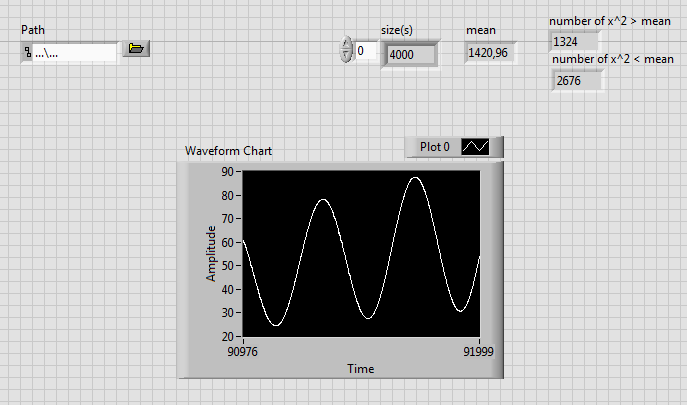 Path
...\...
size(s)
0
4000
mean
1420,96
number of x^2 > mean
1324
number of x^2 < mean
2676
Waveform Chart
Plot 0
Amplitude
90
80
70
60
50
40
30
20
90976
91999
Time